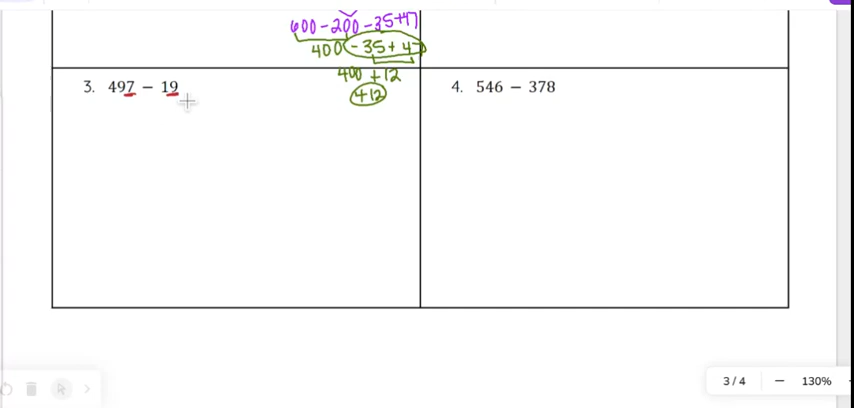 600 - 200 - 35 + 47
400 - 35 + 47
400 + 12
412
3. 497 − 19
4. 546 − 378
3 / 4 − 130%